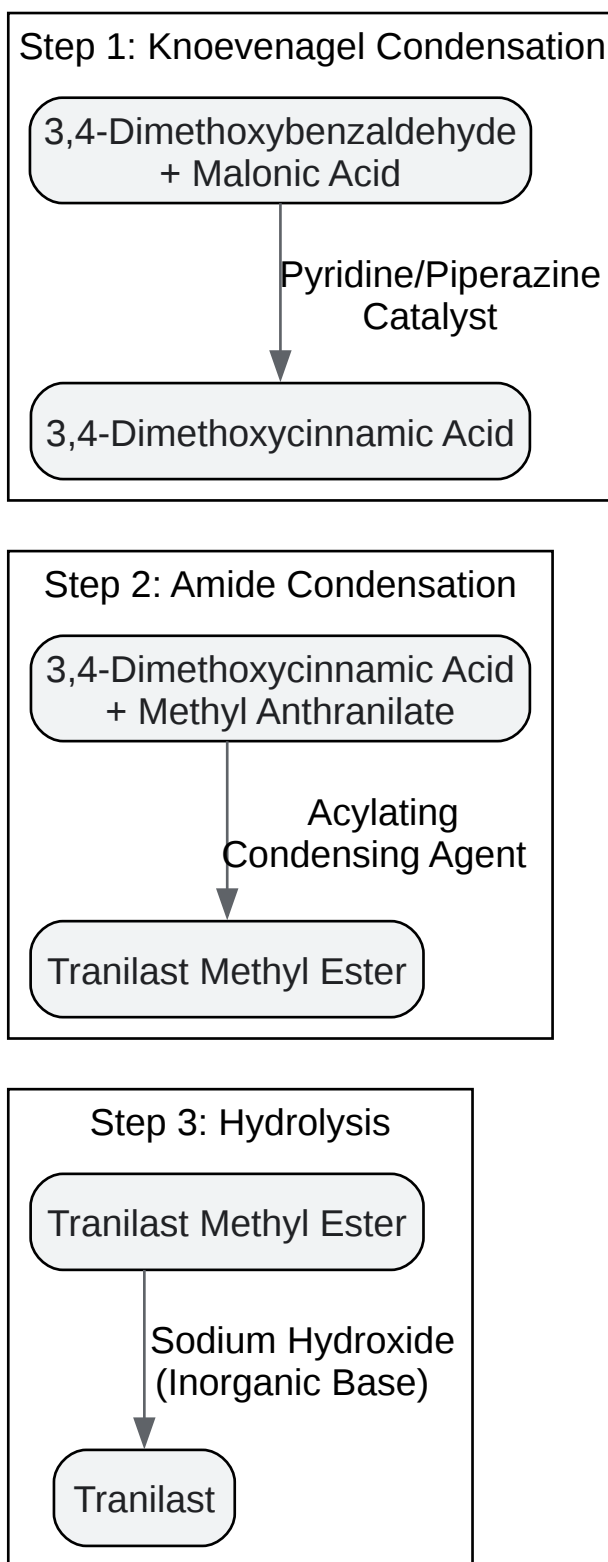 Step 1: Knoevenagel Condensation
3,4-Dimethoxybenzaldehyde
+ Malonic Acid
Pyridine/Piperazine
Catalyst
3,4-Dimethoxycinnamic Acid
Step 2: Amide Condensation
3,4-Dimethoxycinnamic Acid
+ Methyl Anthranilate
Acylating
Condensing Agent
Tranilast Methyl Ester
Step 3: Hydrolysis
Tranilast Methyl Ester
Sodium Hydroxide
(Inorganic Base)
Tranilast